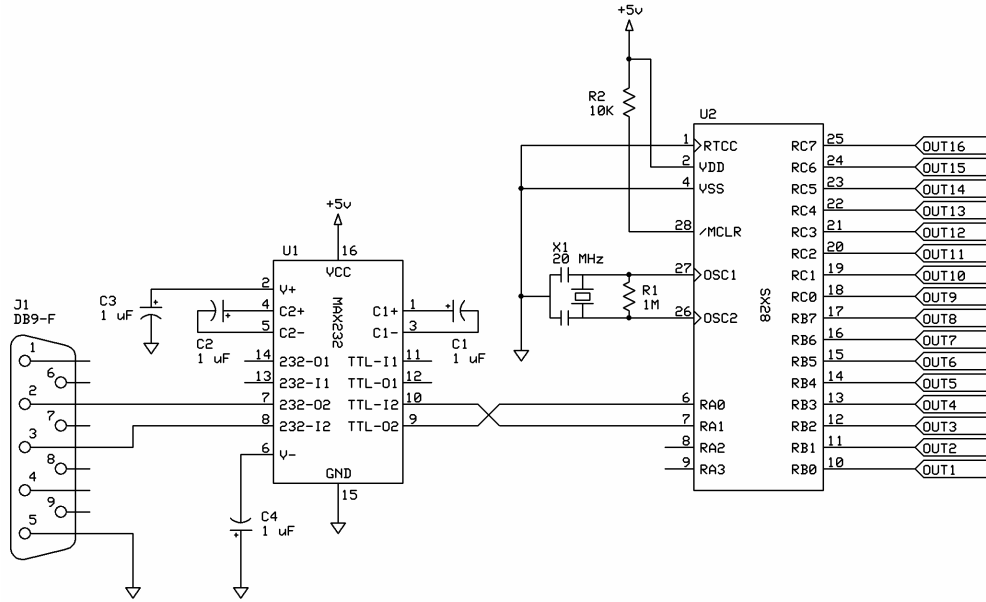 +5v
R2
10K
U2
1 RTCC RC7 25 OUT16
2 VDD RC6 24 OUT15
4 VSS RC5 23 OUT14
RC4 22 OUT13
28 /MCLR RC3 21 OUT12
RC2 20 OUT11
X1
20 MHz
27 OSC1 RC1 19 OUT10
R1
1M
RC0 18 OUT9
26 OSC2 RB7 17 OUT8
SX28
RB6 16 OUT7
RB5 15 OUT6
RB4 14 OUT5
6 RA0 RB3 13 OUT4
7 RA1 RB2 12 OUT3
8 RA2 RB1 11 OUT2
9 RA3 RB0 10 OUT1
+5v
16
U1
VCC
MAX232
2 V+
4 C2+ C1+ 1
5 C2- C1- 3
14 232-O1 TTL-I1 11
13 232-I1 TTL-O1 12
7 232-O2 TTL-I2 10
8 232-I2 TTL-O2 9
6 V-
GND
15
C3
1 uF
C2
1 uF
C1
1 uF
C4
1 uF
J1
DB9-F
1
6
2
7
3
8
4
9
5